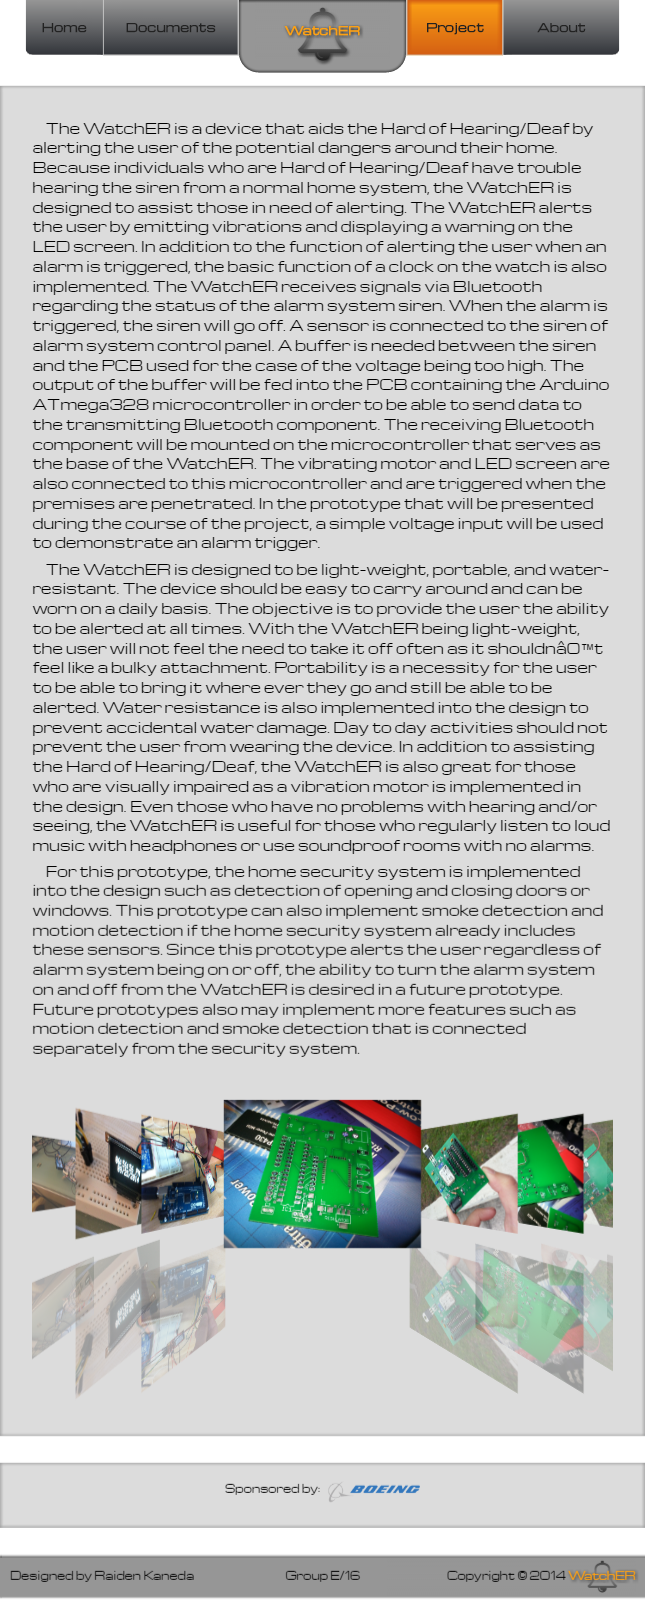 Home Documents WatchER Project About
The WatchER is a device that aids the Hard of Hearing/Deaf by
alerting the user of the potential dangers around their home.
Because individuals who are Hard of Hearing/Deaf have trouble
hearing the siren from a normal home system, the WatchER is
designed to assist those in need of alerting. The WatchER alerts
the user by emitting vibrations and displaying a warning on the
LED screen. In addition to the function of alerting the user when an
alarm is triggered, the basic function of a clock on the watch is also
implemented. The WatchER receives signals via Bluetooth
regarding the status of the alarm system siren. When the alarm is
triggered, the siren will go off. A sensor is connected to the siren of
alarm system control panel. A buffer is needed between the siren
and the PCB used for the case of the voltage being too high. The
output of the buffer will be fed into the PCB containing the Arduino
ATmega328 microcontroller in order to be able to send data to
the transmitting Bluetooth component. The receiving Bluetooth
component will be mounted on the microcontroller that serves as
the base of the WatchER. The vibrating motor and LED screen are
also connected to this microcontroller and are triggered when the
premises are penetrated. In the prototype that will be presented
during the course of the project, a simple voltage input will be used
to demonstrate an alarm trigger.
The WatchER is designed to be light-weight, portable, and water-
resistant. The device should be easy to carry around and can be
worn on a daily basis. The objective is to provide the user the ability
to be alerted at all times. With the WatchER being light-weight,
the user will not feel the need to take it off often as it shouldnâ€™t
feel like a bulky attachment. Portability is a necessity for the user
to be able to bring it where ever they go and still be able to be
alerted. Water resistance is also implemented into the design to
prevent accidental water damage. Day to day activities should not
prevent the user from wearing the device. In addition to assisting
the Hard of Hearing/Deaf, the WatchER is also great for those
who are visually impaired as a vibration motor is implemented in
the design. Even those who have no problems with hearing and/or
seeing, the WatchER is useful for those who regularly listen to loud
music with headphones or use soundproof rooms with no alarms.
For this prototype, the home security system is implemented
into the design such as detection of opening and closing doors or
windows. This prototype can also implement smoke detection and
motion detection if the home security system already includes
these sensors. Since this prototype alerts the user regardless of
alarm system being on or off, the ability to turn the alarm system
on and off from the WatchER is desired in a future prototype.
Future prototypes also may implement more features such as
motion detection and smoke detection that is connected
separately from the security system.
Sponsored by: BOEING
Designed by Raiden Kaneda Group E/16 Copyright © 2014 WatchER